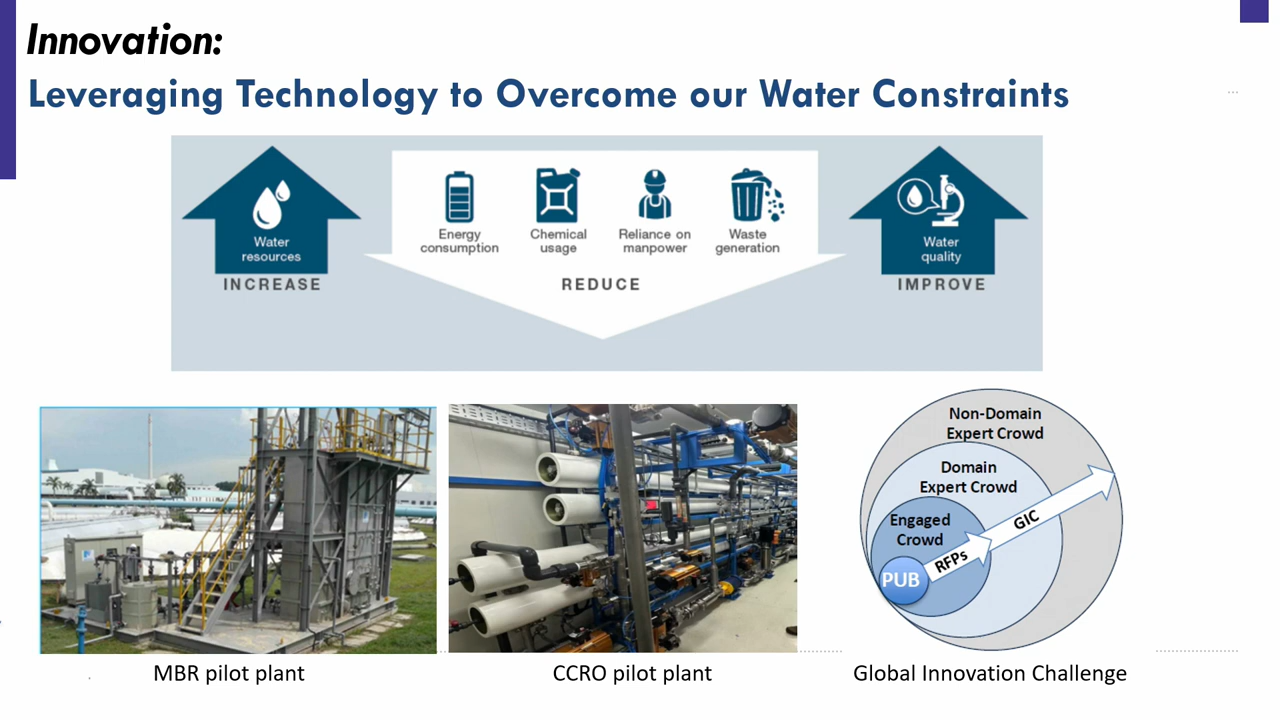 Innovation:
Leveraging Technology to Overcome our Water Constraints
Water
resources
INCREASE
Energy
consumption
Chemical
usage
Reliance on
manpower
Waste
generation
REDUCE
Water
quality
IMPROVE
Non-Domain
Expert Crowd
Domain
Expert Crowd
Engaged
Crowd
GIC
RFPs
PUB
MBR pilot plant
CCRO pilot plant
Global Innovation Challenge